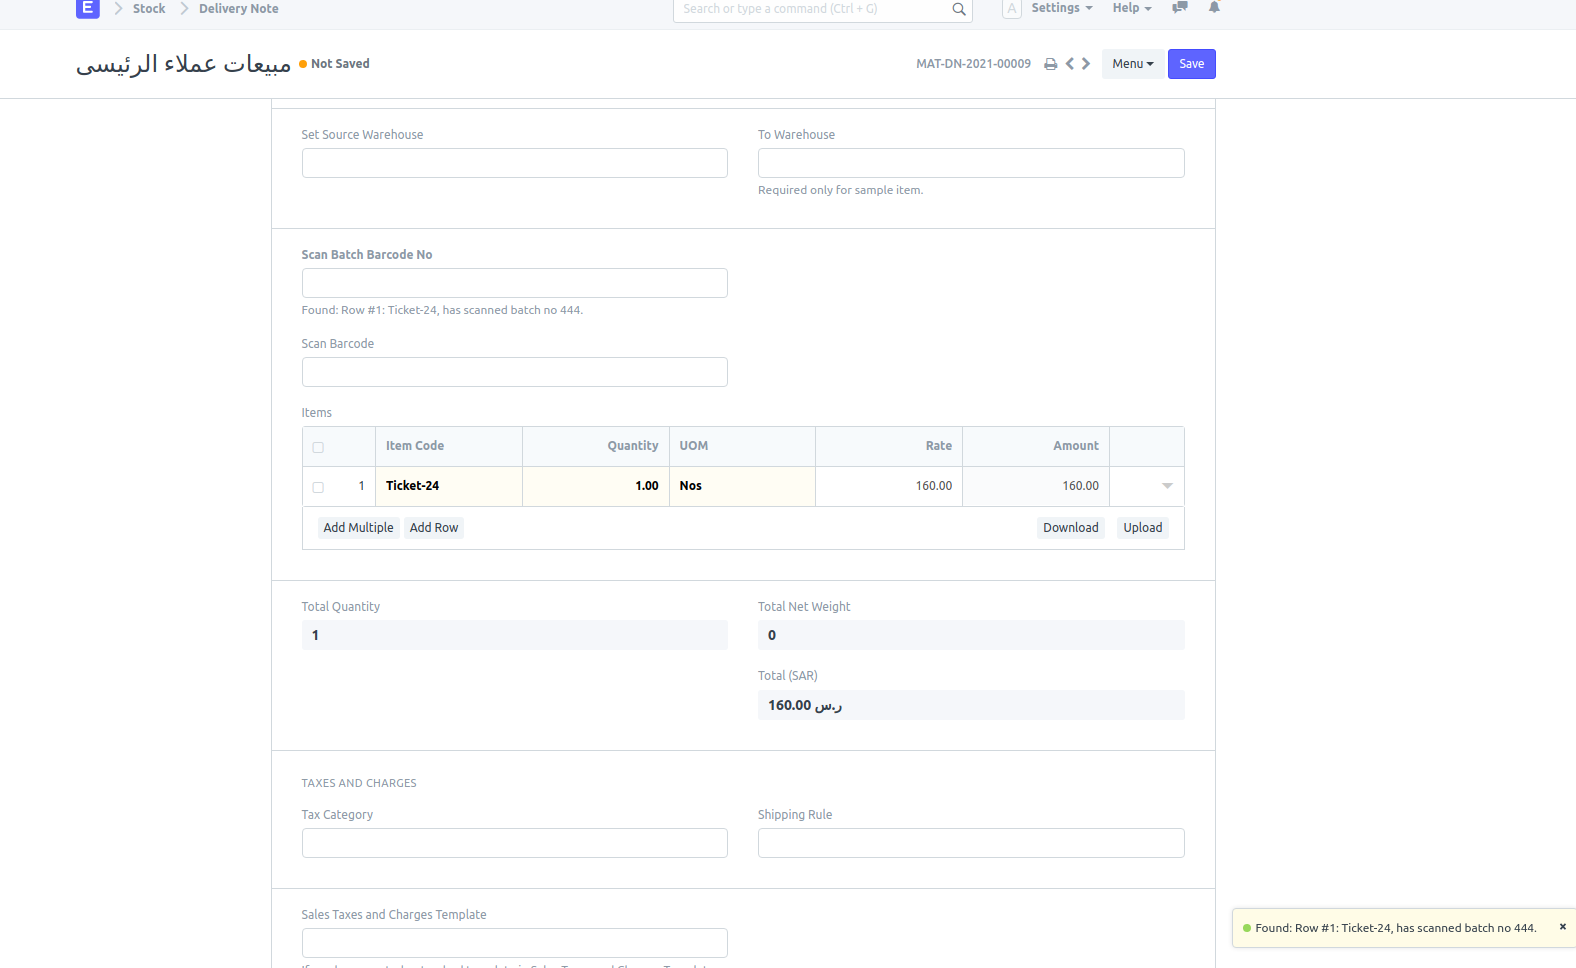 E Stock Delivery Note Search or type a command (Ctrl + G) A Settings Help
مبيعات عملاء الرئيسى Not Saved MAT-DN-2021-00009 Menu Save
Set Source Warehouse To Warehouse
Required only for sample item.
Scan Batch Barcode No
Found: Row #1: Ticket-24, has scanned batch no 444.
Scan Barcode
Items
Item Code Quantity UOM Rate Amount
1 Ticket-24 1.00 Nos 160.00 160.00
Add Multiple Add Row Download Upload
Total Quantity Total Net Weight
1 0
Total (SAR)
160.00 ر.س
TAXES AND CHARGES
Tax Category Shipping Rule
Sales Taxes and Charges Template
Found: Row #1: Ticket-24, has scanned batch no 444. ×